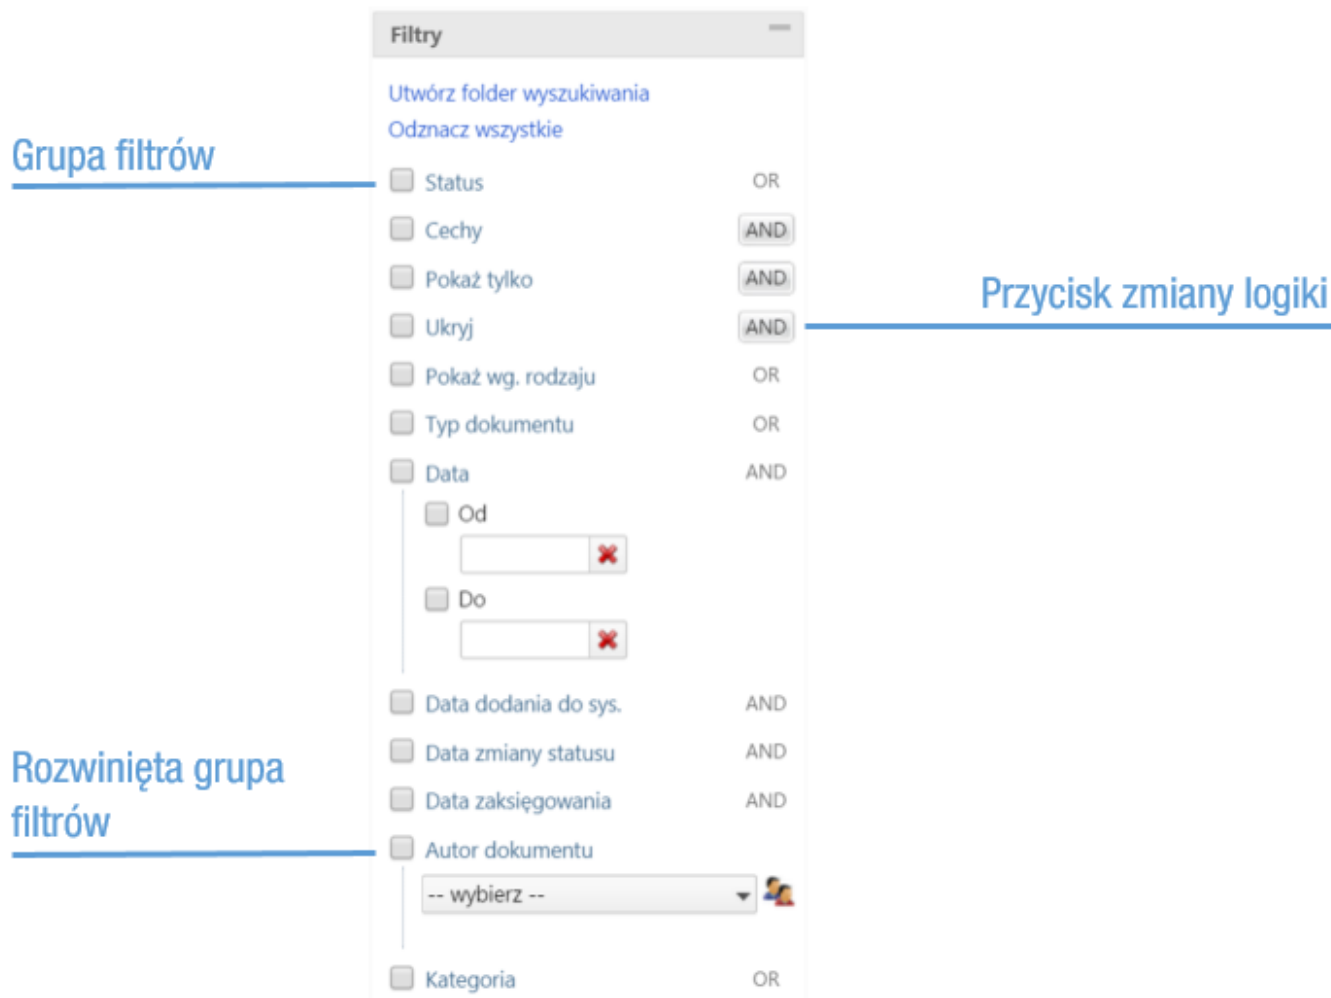 Filtry
Utwórz folder wyszukiwania
Odznacz wszystkie
Grupa filtrów
Status OR
Cechy AND
Pokaż tylko AND
Przycisk zmiany logiki
Ukryj AND
Pokaż wg. rodzaju OR
Typ dokumentu OR
Data AND
Od
Do
Data dodania do sys. AND
Data zmiany statusu AND
Rozwinięta grupa
filtrów
Data zaksięgowania AND
Autor dokumentu
-- wybierz --
Kategoria OR